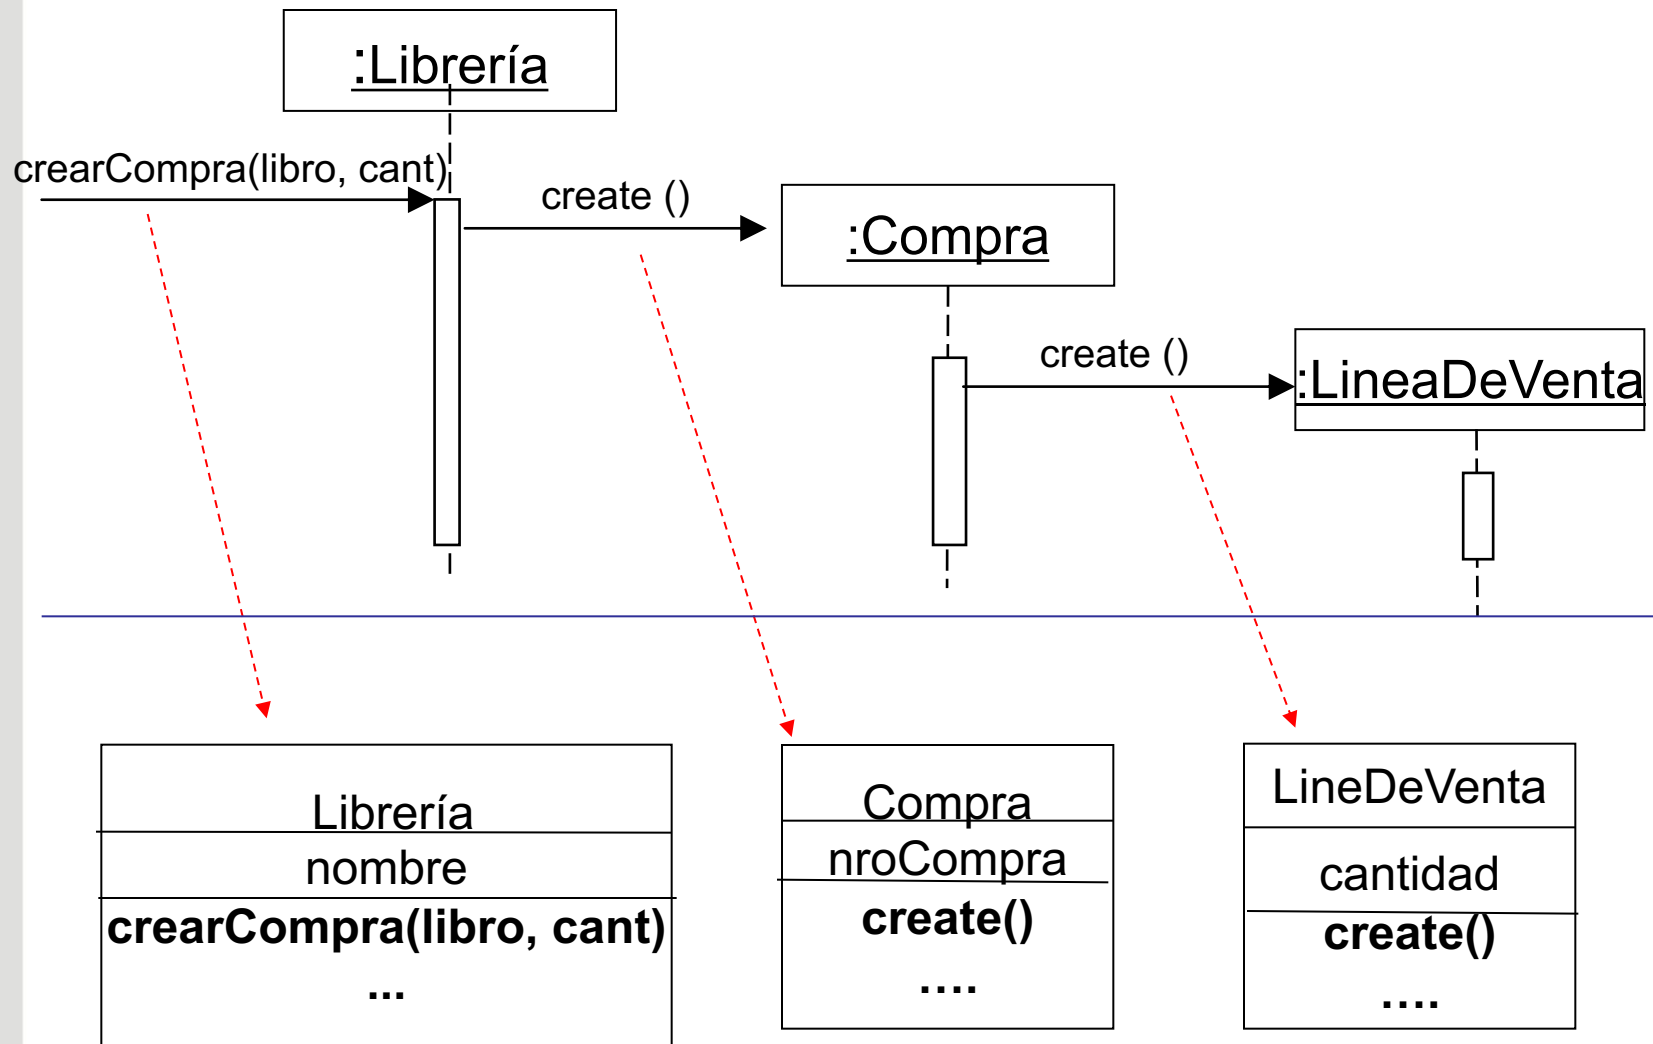 :Librería
crearCompra(libro, cant)
create ()
:Compra
create ()
:LineaDeVenta
Librería
nombre
crearCompra(libro, cant)
...
Compra
nroCompra
create()
....
LineDeVenta
cantidad
create()
....